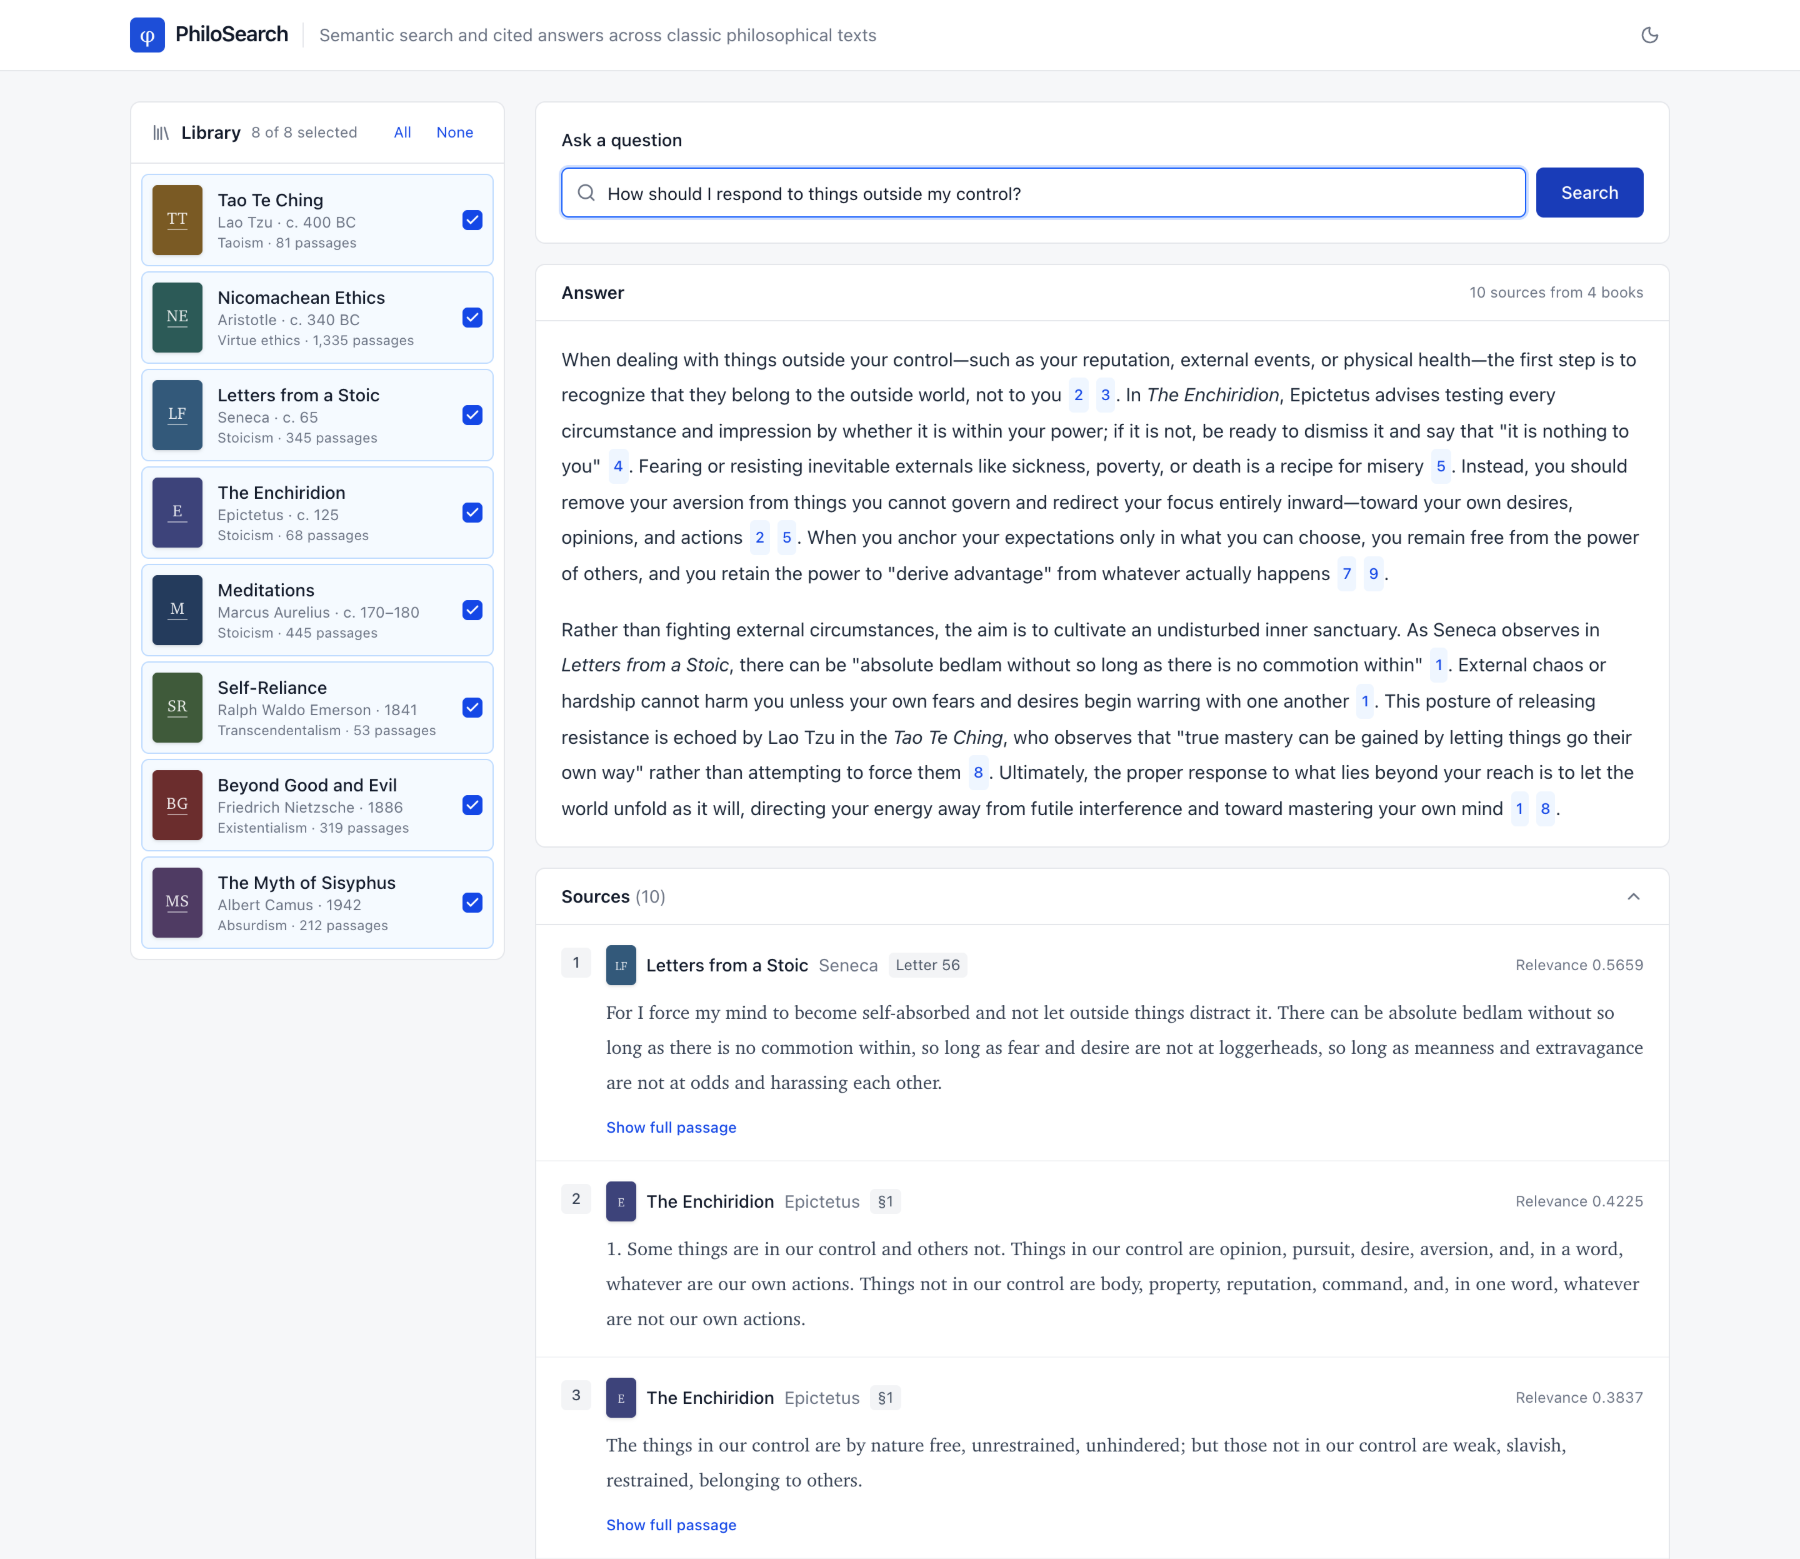 φ PhiloSearch Semantic search and cited answers across classic philosophical texts
Library 8 of 8 selected All None
TT
Tao Te Ching
Lao Tzu · c. 400 BC
Taoism · 81 passages
NE
Nicomachean Ethics
Aristotle · c. 340 BC
Virtue ethics · 1,335 passages
LF
Letters from a Stoic
Seneca · c. 65
Stoicism · 345 passages
E
The Enchiridion
Epictetus · c. 125
Stoicism · 68 passages
M
Meditations
Marcus Aurelius · c. 170–180
Stoicism · 445 passages
SR
Self-Reliance
Ralph Waldo Emerson · 1841
Transcendentalism · 53 passages
BG
Beyond Good and Evil
Friedrich Nietzsche · 1886
Existentialism · 319 passages
MS
The Myth of Sisyphus
Albert Camus · 1942
Absurdism · 212 passages
Ask a question
How should I respond to things outside my control?
Search
Answer 10 sources from 4 books
When dealing with things outside your control—such as your reputation, external events, or physical health—the first step is to
recognize that they belong to the outside world, not to you 2 3. In The Enchiridion, Epictetus advises testing every
circumstance and impression by whether it is within your power; if it is not, be ready to dismiss it and say that "it is nothing to
you" 4. Fearing or resisting inevitable externals like sickness, poverty, or death is a recipe for misery 5. Instead, you should
remove your aversion from things you cannot govern and redirect your focus entirely inward—toward your own desires,
opinions, and actions 2 5. When you anchor your expectations only in what you can choose, you remain free from the power
of others, and you retain the power to "derive advantage" from whatever actually happens 7 9.
Rather than fighting external circumstances, the aim is to cultivate an undisturbed inner sanctuary. As Seneca observes in
Letters from a Stoic, there can be "absolute bedlam without so long as there is no commotion within" 1. External chaos or
hardship cannot harm you unless your own fears and desires begin warring with one another 1. This posture of releasing
resistance is echoed by Lao Tzu in the Tao Te Ching, who observes that "true mastery can be gained by letting things go their
own way" rather than attempting to force them 8. Ultimately, the proper response to what lies beyond your reach is to let the
world unfold as it will, directing your energy away from futile interference and toward mastering your own mind 1 8.
Sources (10)
1 LF Letters from a Stoic Seneca Letter 56 Relevance 0.5659
For I force my mind to become self-absorbed and not let outside things distract it. There can be absolute bedlam without so
long as there is no commotion within, so long as fear and desire are not at loggerheads, so long as meanness and extravagance
are not at odds and harassing each other.
Show full passage
2 E The Enchiridion Epictetus §1 Relevance 0.4225
1. Some things are in our control and others not. Things in our control are opinion, pursuit, desire, aversion, and, in a word,
whatever are our own actions. Things not in our control are body, property, reputation, command, and, in one word, whatever
are not our own actions.
3 E The Enchiridion Epictetus §1 Relevance 0.3837
The things in our control are by nature free, unrestrained, unhindered; but those not in our control are weak, slavish,
restrained, belonging to others.
Show full passage